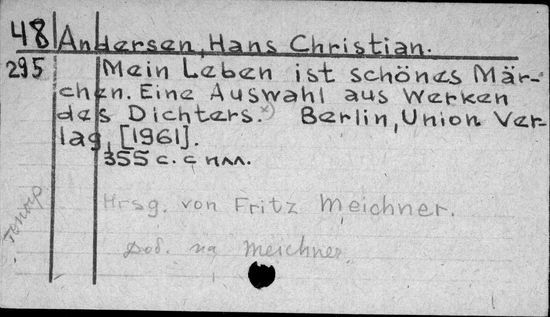 48 Andersen, Hans Christian.
295 Mein Leben ist schönes Mär-
chen. Eine Auswahl aus Werken
des Dichters. Berlin, Union Ver-
lag, [1961].
355 с. с илл.
Hrsg. von Fritz Meichner.
Доб. на Meichner